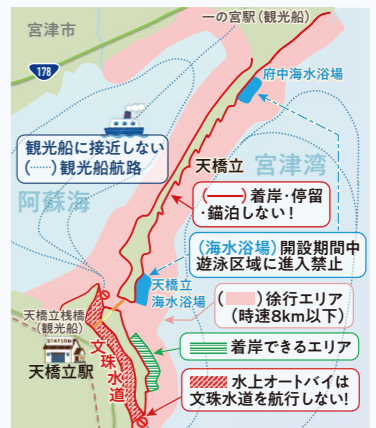 宮津市
一の宮駅(観光船)
178
府中海水浴場
観光船に接近しない
(……)観光船航路
天橋立
宮津湾
阿蘇海
(━)着岸・停留
・錨泊しない!
(海水浴場)開設期間中
遊泳区域に進入禁止
天橋立
海水浴場
( )徐行エリア
(時速8km以下)
天橋立桟橋
(観光船)
STATION
天橋立駅
文珠水道
着岸できるエリア
水上オートバイは
文珠水道を航行しない!